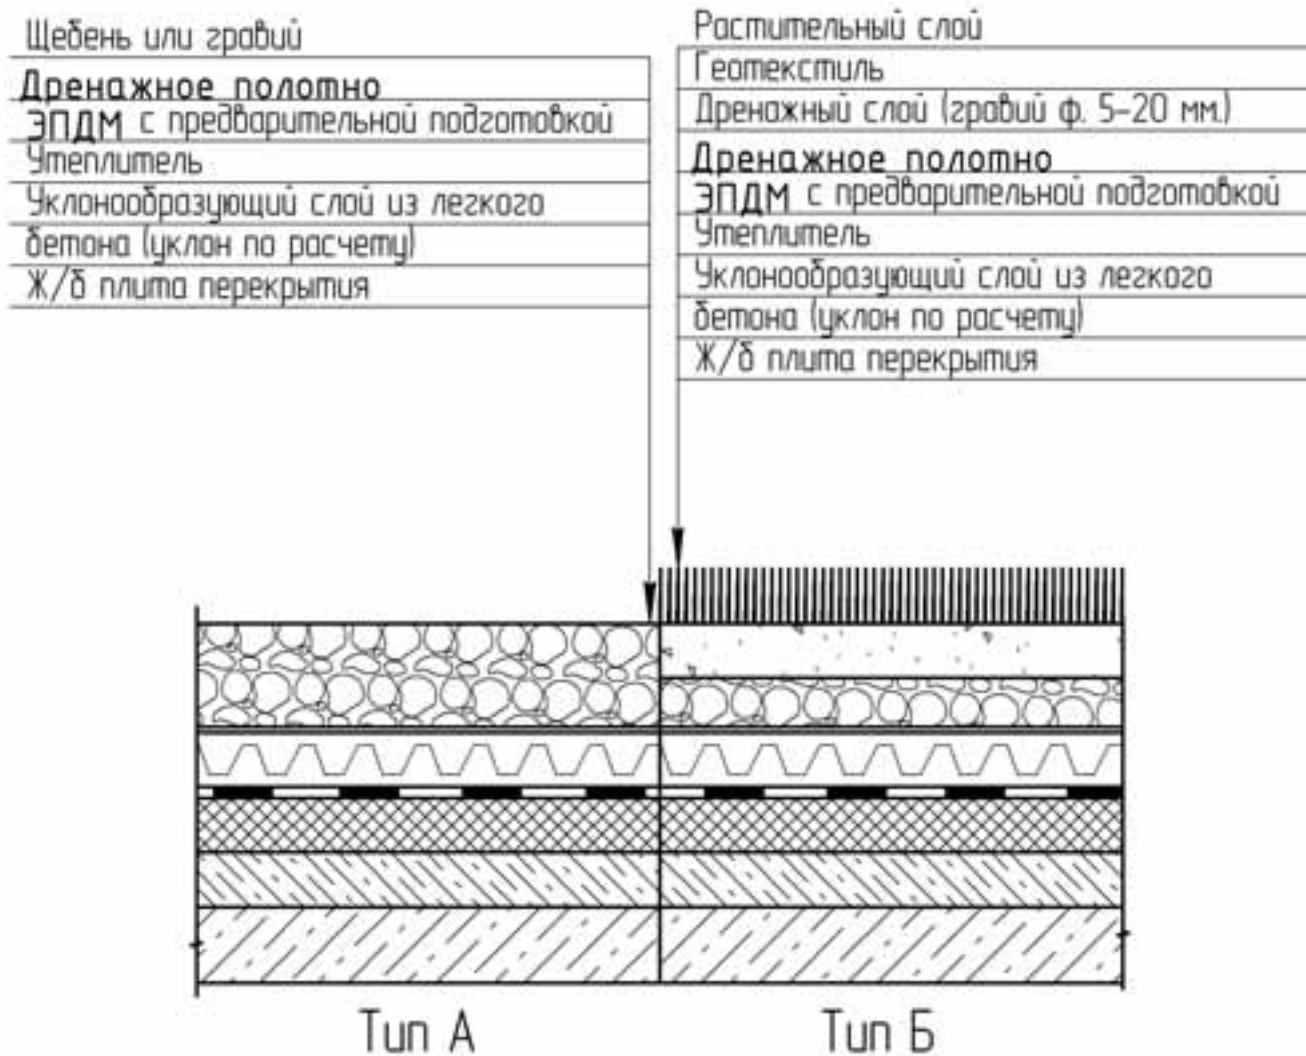 Щебень или гравий
Дренажное полотно
ЭПДМ с предварительной подготовкой
Утеплитель
Уклонообразующий слой из легкого
бетона (уклон по расчету)
Ж/б плита перекрытия
Растительный слой
Геотекстиль
Дренажный слой (гравий ф. 5-20 мм.)
Дренажное полотно
ЭПДМ с предварительной подготовкой
Утеплитель
Уклонообразующий слой из легкого
бетона (уклон по расчету)
Ж/б плита перекрытия
Тип А
Тип Б